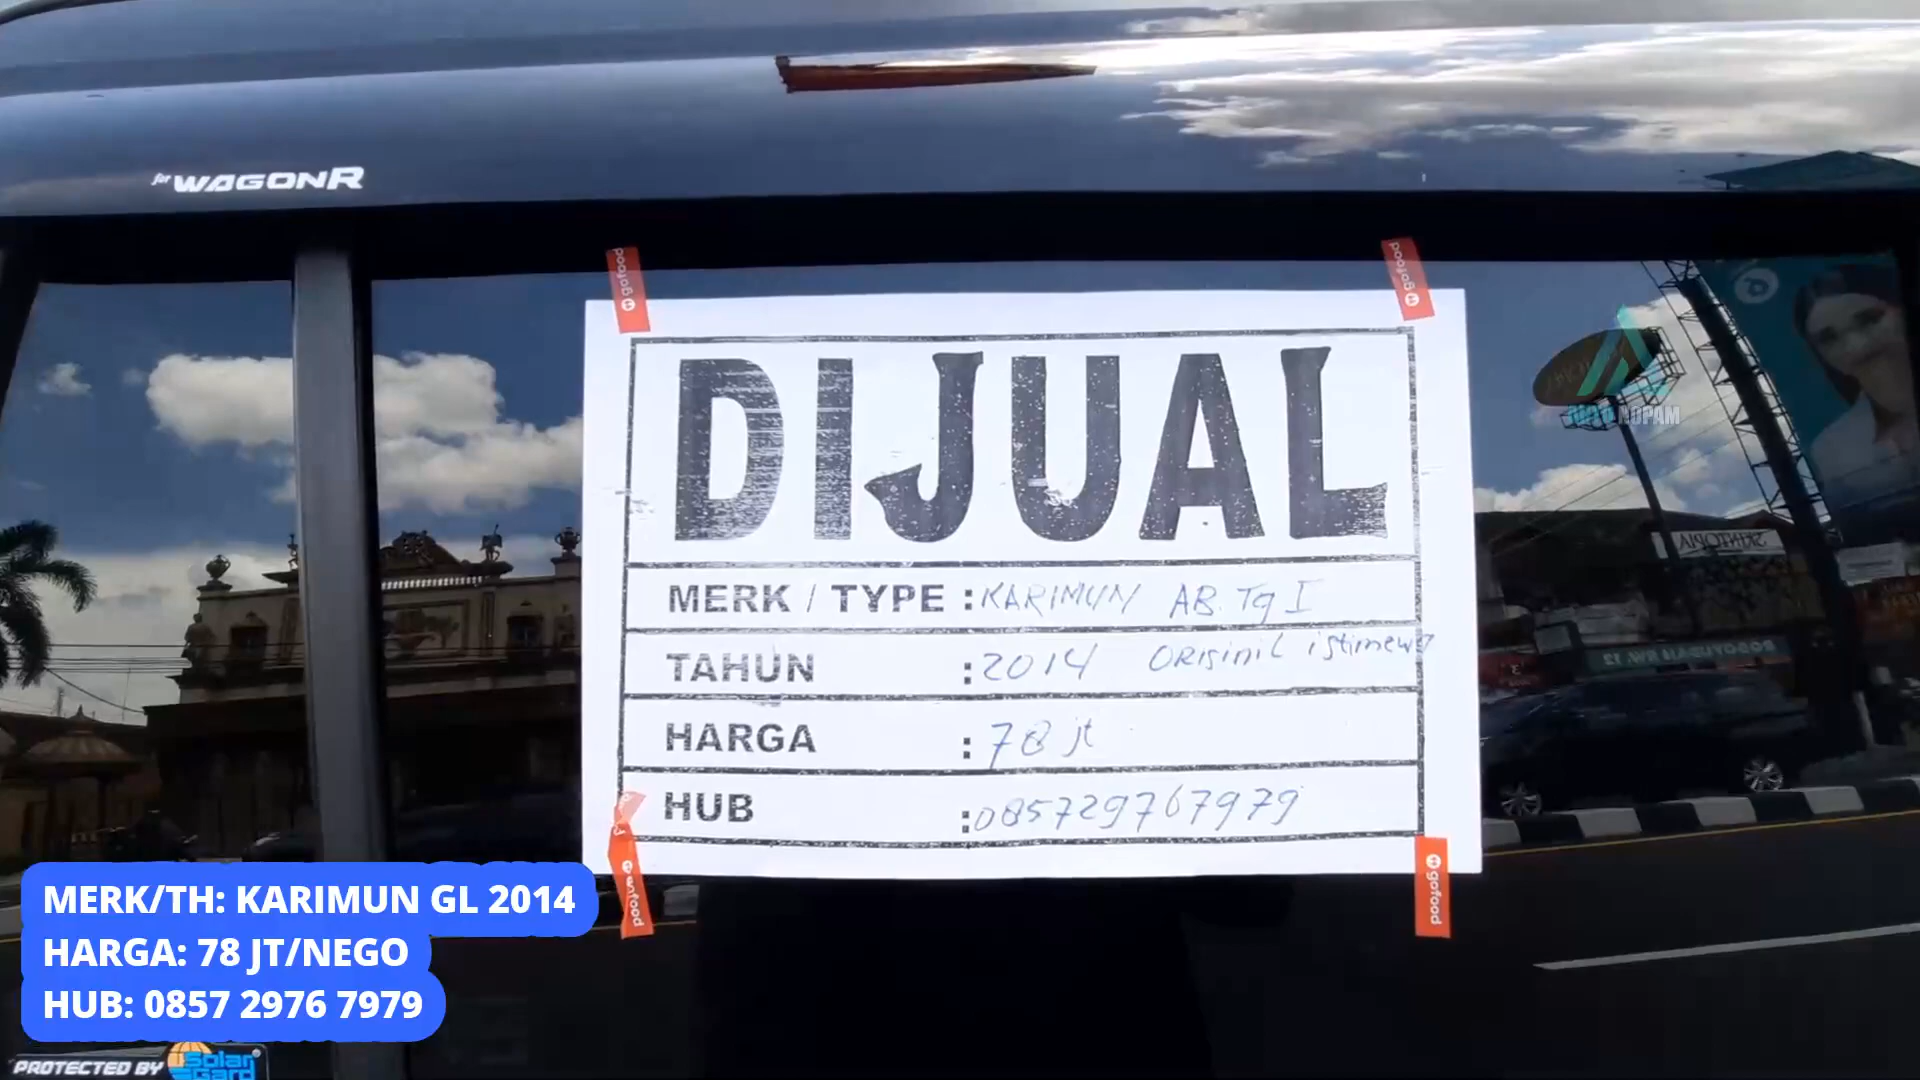 for WAGONR
gofood
gofood
DIJUAL
MERK / TYPE : KARIMUN AB. Tg I
TAHUN : 2014 ORISINIL istimewa
HARGA : 78 jt
HUB : 085729767979
gofood
gofood
MERK/TH: KARIMUN GL 2014
HARGA: 78 JT/NEGO
HUB: 0857 2976 7979
PROTECTED BY Solar Gard